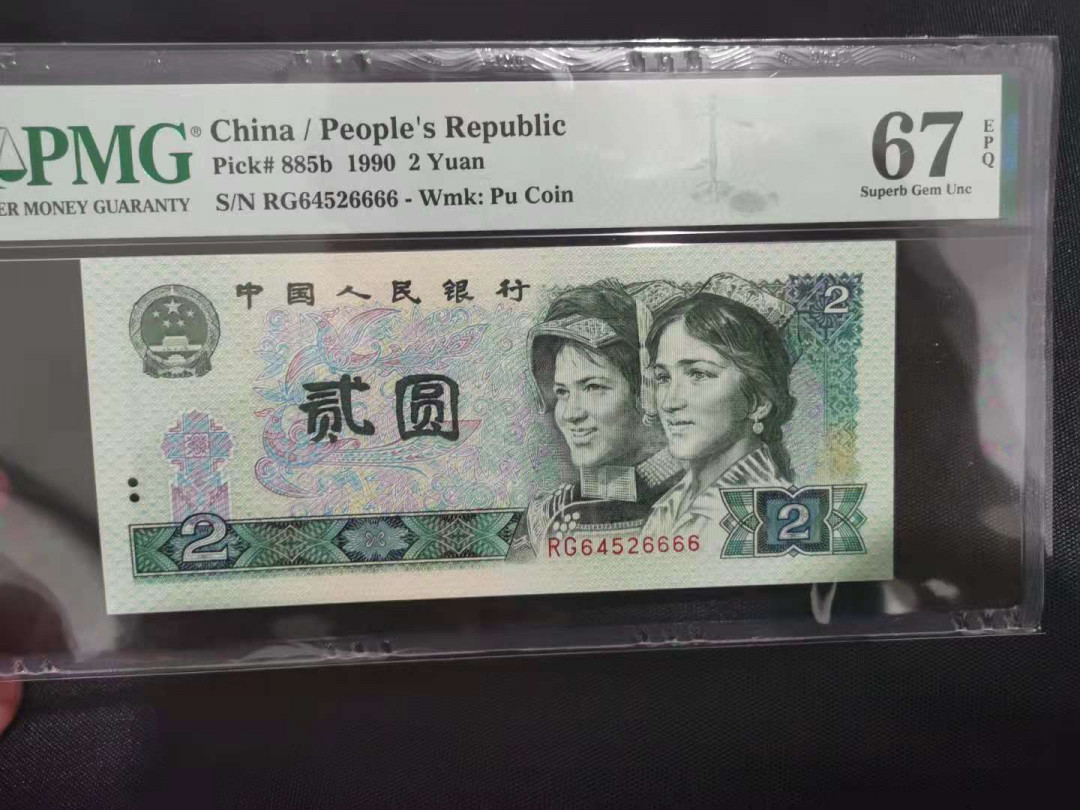 PMG®
ER MONEY GUARANTY
China / People's Republic
Pick# 885b 1990 2 Yuan
S/N RG64526666 - Wmk: Pu Coin
67
EPQ
Superb Gem Unc
中国人民银行
2
贰圆
2
RG64526666
2